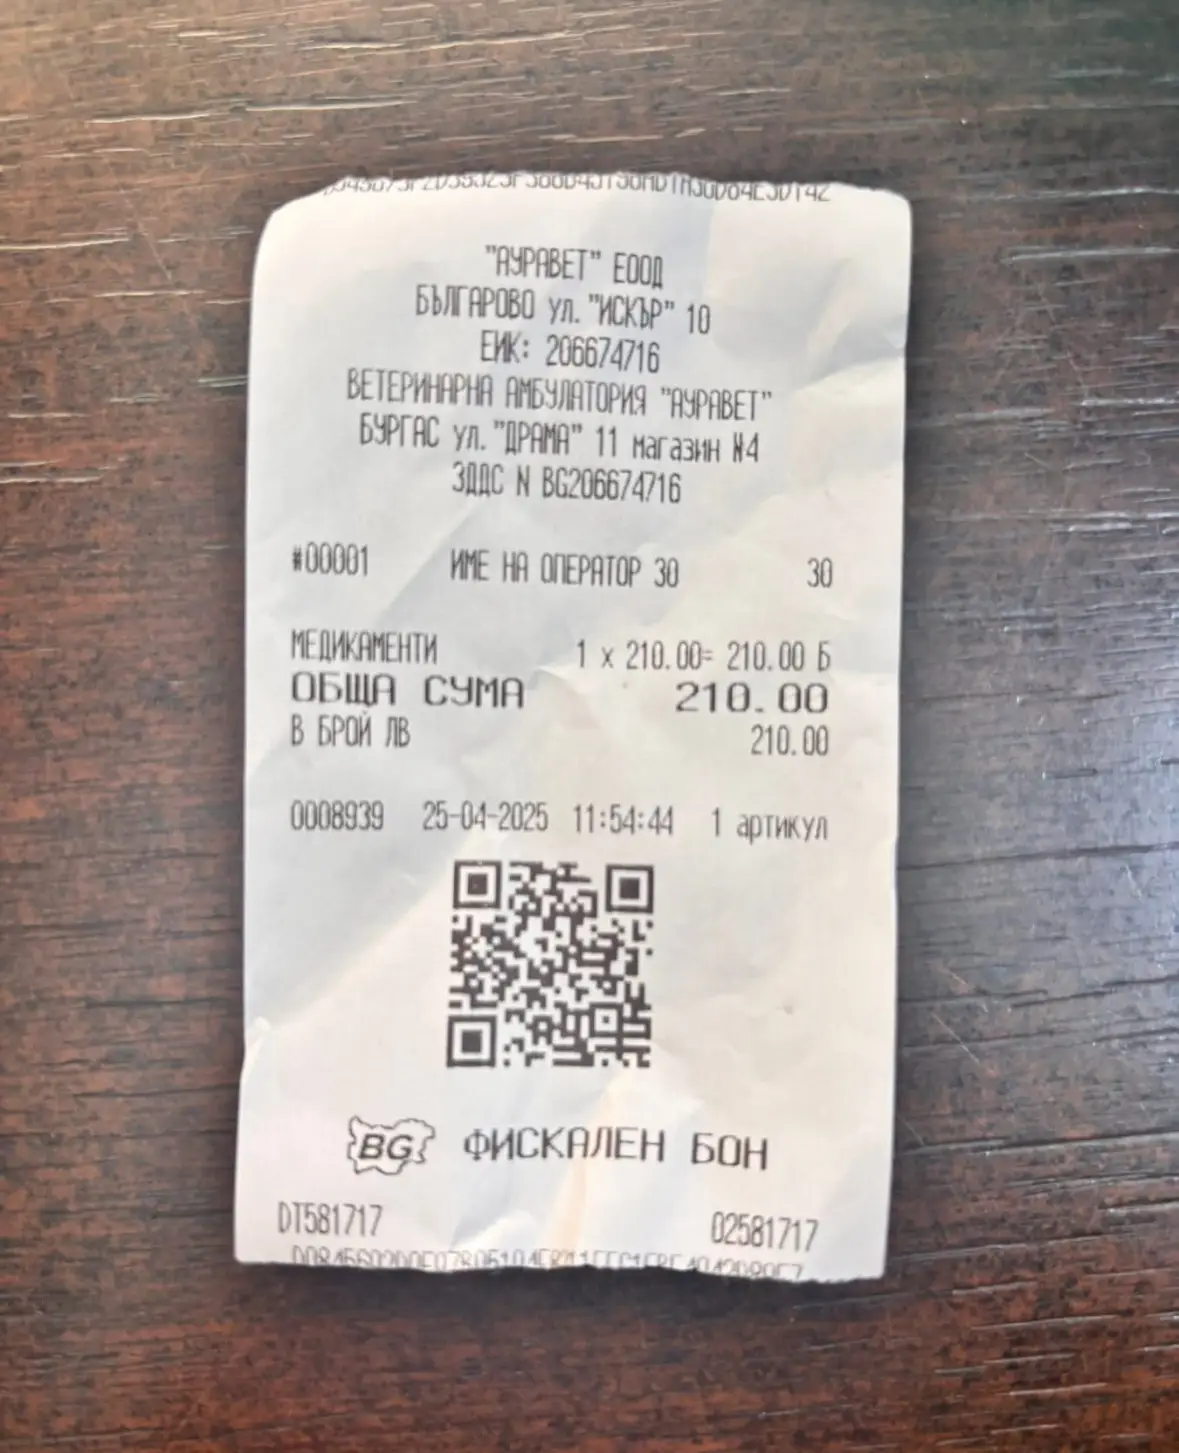 "АУРАВЕТ" ЕООД
БЪЛГАРОВО ул. "ИСКЪР" 10
ЕИК: 206674716
ВЕТЕРИНАРНА АМБУЛАТОРИЯ "АУРАВЕТ"
БУРГАС ул. "ДРАМА" 11 магазин №4
ЗДДС N BG206674716
#00001 ИМЕ НА ОПЕРАТОР 30 30
МЕДИКАМЕНТИ 1 x 210.00= 210.00 Б
ОБЩА СУМА 210.00
В БРОЙ ЛВ 210.00
0008939 25-04-2025 11:54:44 1 артикул
BG ФИСКАЛЕН БОН
DT581717 02581717